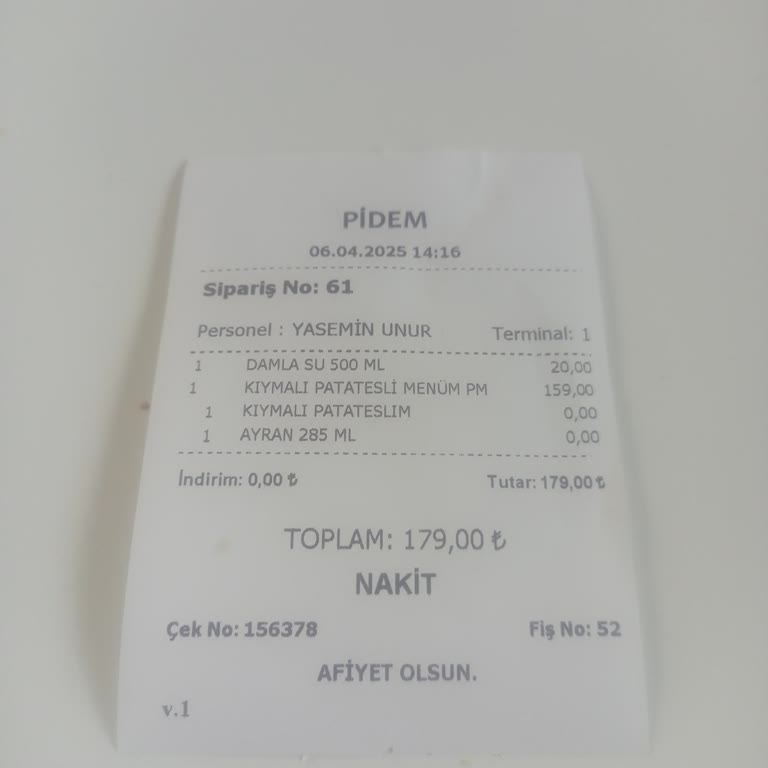 PİDEM
06.04.2025 14:16
Sipariş No: 61
Personel : YASEMİN UNUR Terminal: 1
1 DAMLA SU 500 ML 20,00
1 KIYMALI PATATESLİ MENÜM PM 159,00
1 KIYMALI PATATESLIM 0,00
1 AYRAN 285 ML 0,00
İndirim: 0,00 ₺ Tutar: 179,00 ₺
TOPLAM: 179,00 ₺
NAKİT
Çek No: 156378 Fiş No: 52
AFİYET OLSUN.
v.1